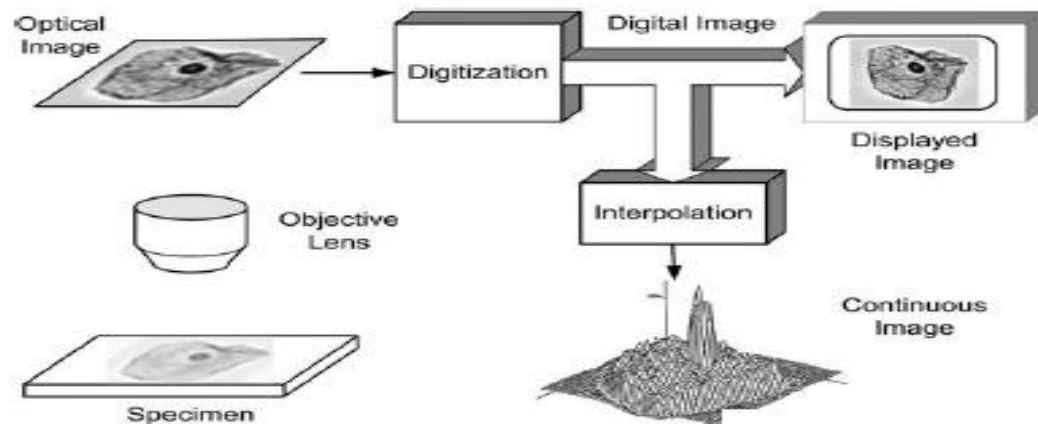 Optical
Image
Digitization
Digital Image
Displayed
Image
Objective
Lens
Interpolation
Continuous
Image
Specimen